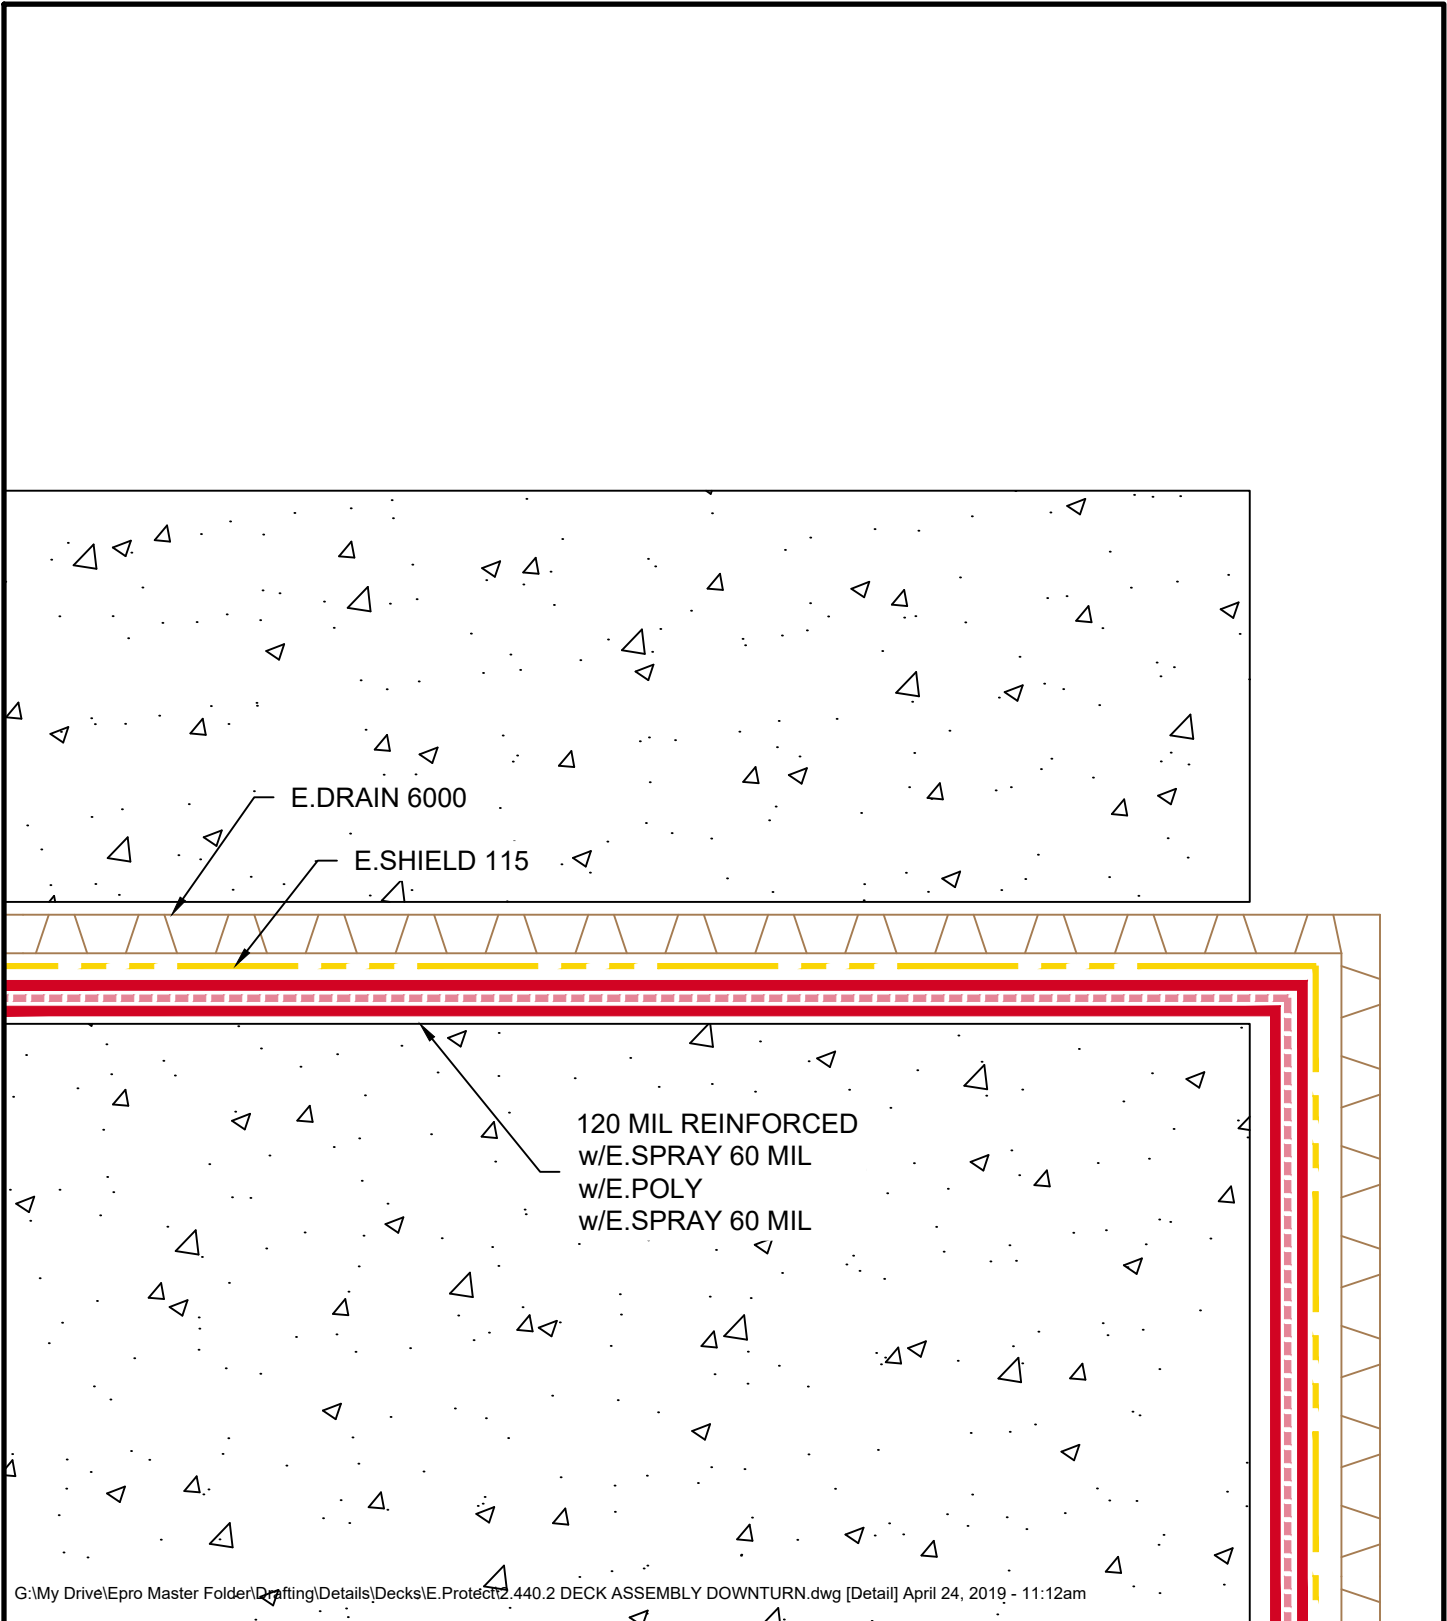 E.DRAIN 6000
E.SHIELD 115
120 MIL REINFORCED
w/E.SPRAY 60 MIL
w/E.POLY
w/E.SPRAY 60 MIL
G:\My Drive\Epro Master Folder\Drafting\Details\Decks\E.Protect\2.440.2 DECK ASSEMBLY DOWNTURN.dwg [Detail] April 24, 2019 - 11:12am